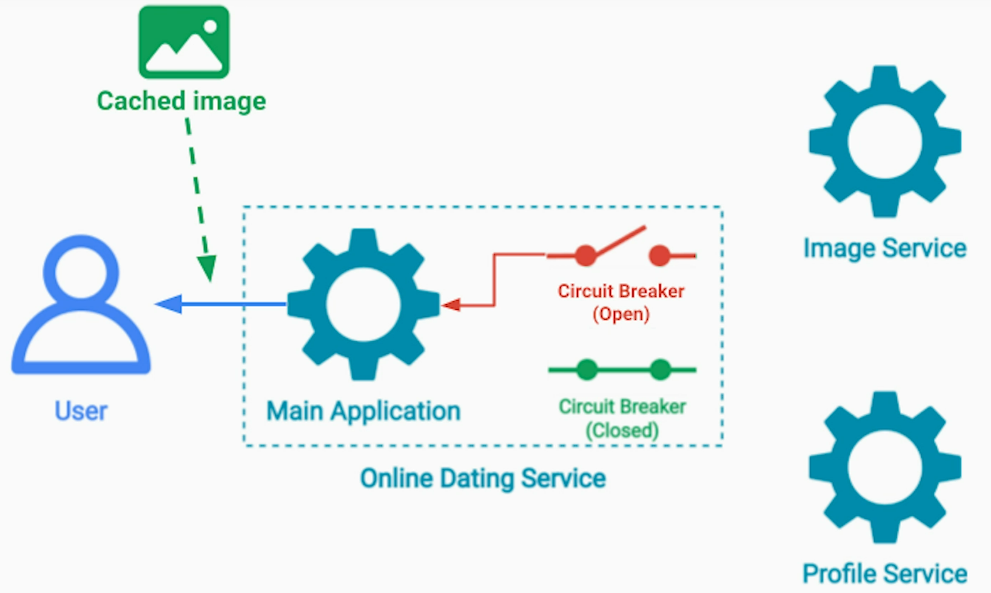 Cached image
Image Service
Circuit Breaker
(Open)
User
Main Application
Circuit Breaker
(Closed)
Online Dating Service
Profile Service